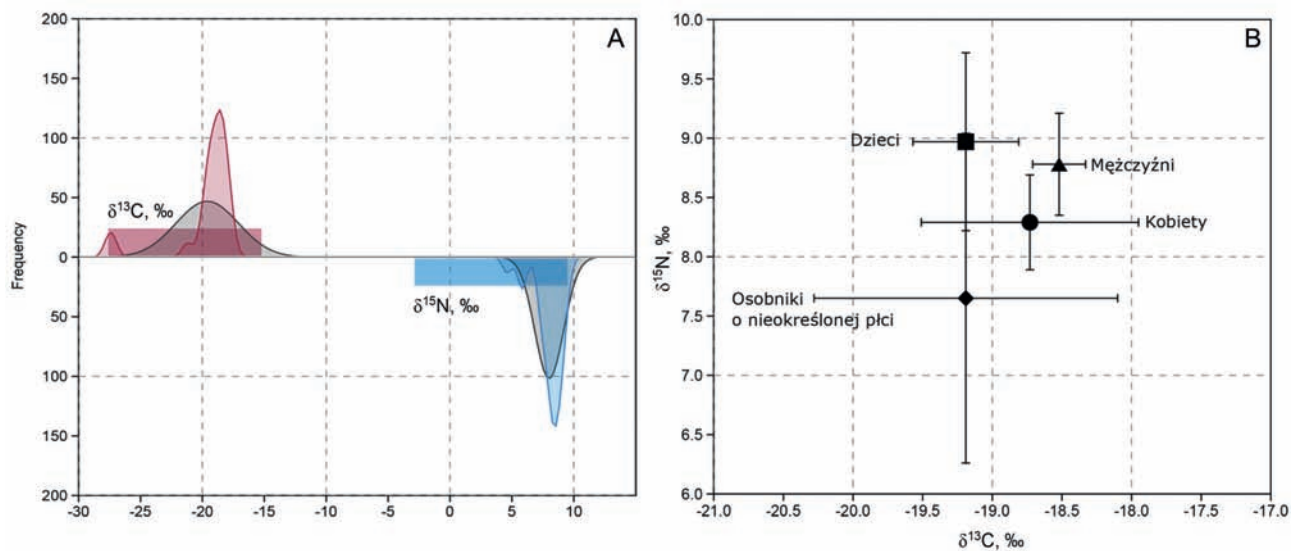 A
200
150
100
50
0
50
100
150
200
Frequency
δ¹³C, ‰
δ¹⁵N, ‰
-30 -25 -20 -15 -10 -5 0 5 10
B
10.0
9.5
9.0
8.5
8.0
7.5
7.0
6.5
6.0
δ¹⁵N, ‰
Dzieci
Mężczyźni
Kobiety
Osobniki
o nieokreślonej płci
-21.0 -20.0 -19.9 -19.5 -19.0 -18.5 -18.0 -17.0 -17.0
δ¹³C, ‰